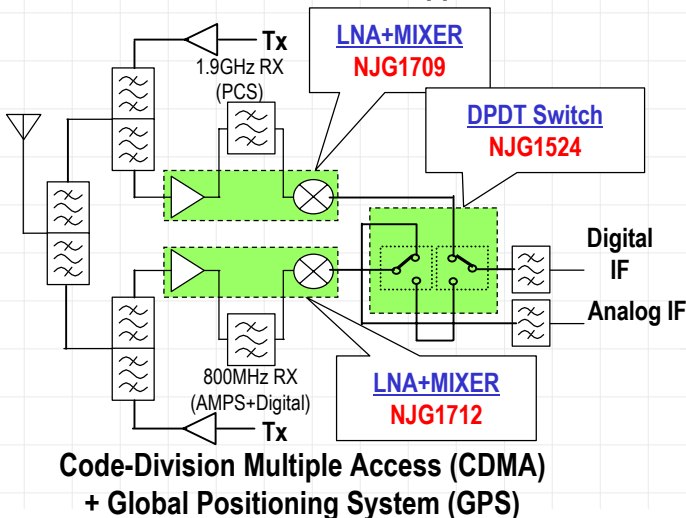 Tx
1.9GHz RX
(PCS)
LNA+MIXER
NJG1709
DPDT Switch
NJG1524
Digital
IF
Analog IF
800MHz RX
(AMPS+Digital)
Tx
LNA+MIXER
NJG1712
Code-Division Multiple Access (CDMA)
+ Global Positioning System (GPS)